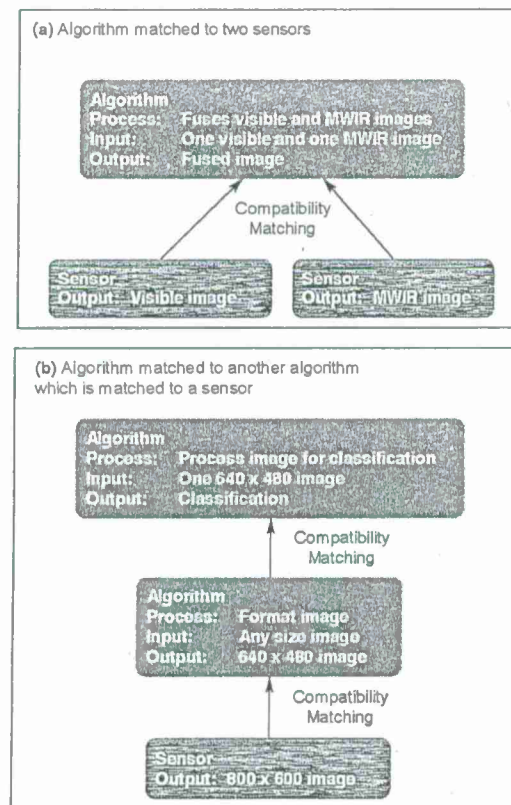 (a) Algorithm matched to two sensors
Algorithm
Process: Fuses visible and MWIR images
Input: One visible and one MWIR image
Output: Fused image
Compatibility
Matching
Sensor
Output: Visible image
Sensor
Output: MWIR image
(b) Algorithm matched to another algorithm
which is matched to a sensor
Algorithm
Process: Process image for classification
Input: One 640 x 480 image
Output: Classification
Compatibility
Matching
Algorithm
Process: Format image
Input: Any size image
Output: 640 x 480 image
Compatibility
Matching
Sensor
Output: 800 x 600 image